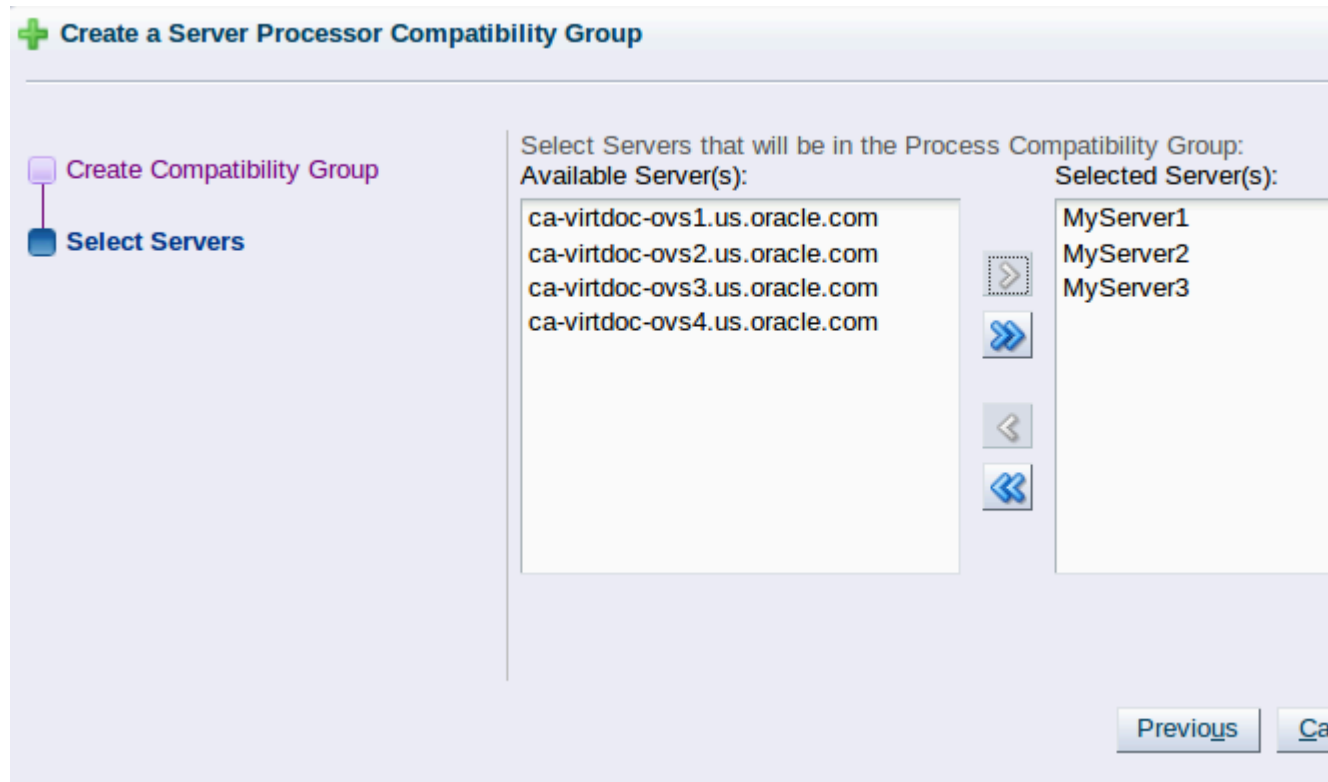 Create a Server Processor Compatibility Group
Create Compatibility Group
Select Servers
Select Servers that will be in the Process Compatibility Group:
Available Server(s):
ca-virtdoc-ovs1.us.oracle.com
ca-virtdoc-ovs2.us.oracle.com
ca-virtdoc-ovs3.us.oracle.com
ca-virtdoc-ovs4.us.oracle.com
Selected Server(s):
MyServer1
MyServer2
MyServer3
Previous